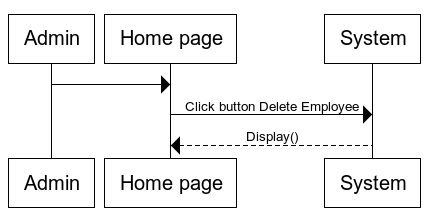 Admin
Home page
System
Click button Delete Employee
Display()
Admin
Home page
System